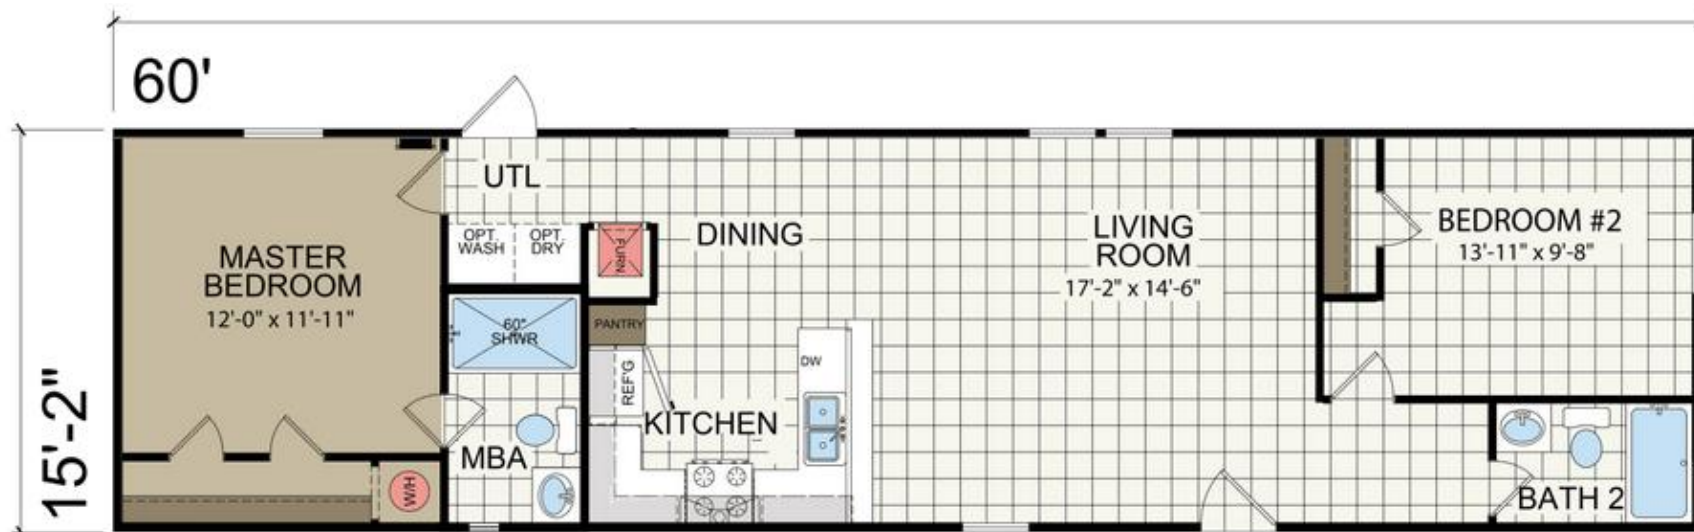 60'
15'-2"
UTL
OPT.
WASH
OPT.
DRY
FURN
MASTER
BEDROOM
12'-0" x 11'-11"
60"
SHWR
MBA
W/H
PANTRY
REF'G
KITCHEN
DW
DINING
LIVING
ROOM
17'-2" x 14'-6"
BEDROOM #2
13'-11" x 9'-8"
BATH 2